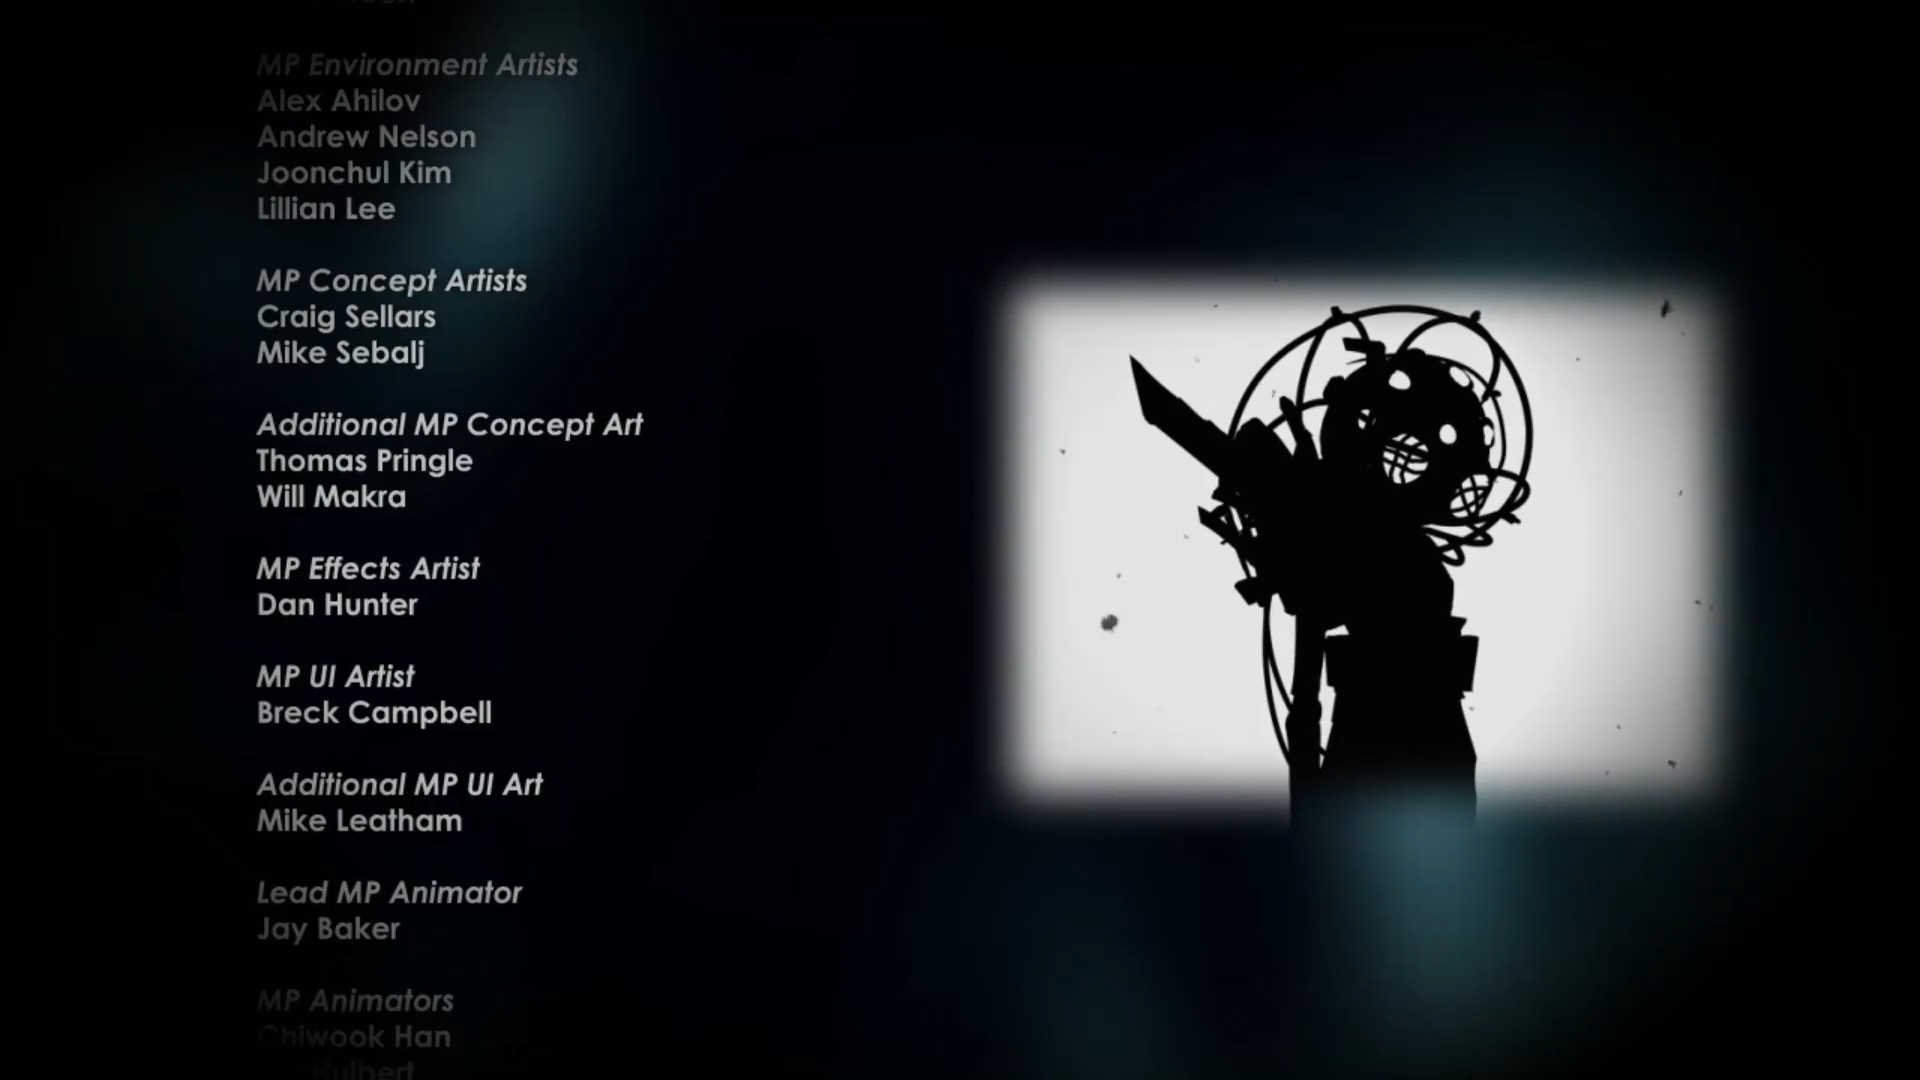 MP Environment Artists
Alex Ahilov
Andrew Nelson
Joonchul Kim
Lillian Lee
MP Concept Artists
Craig Sellars
Mike Sebalj
Additional MP Concept Art
Thomas Pringle
Will Makra
MP Effects Artist
Dan Hunter
MP UI Artist
Breck Campbell
Additional MP UI Art
Mike Leatham
Lead MP Animator
Jay Baker
MP Animators
Chiwook Han
Hulbert